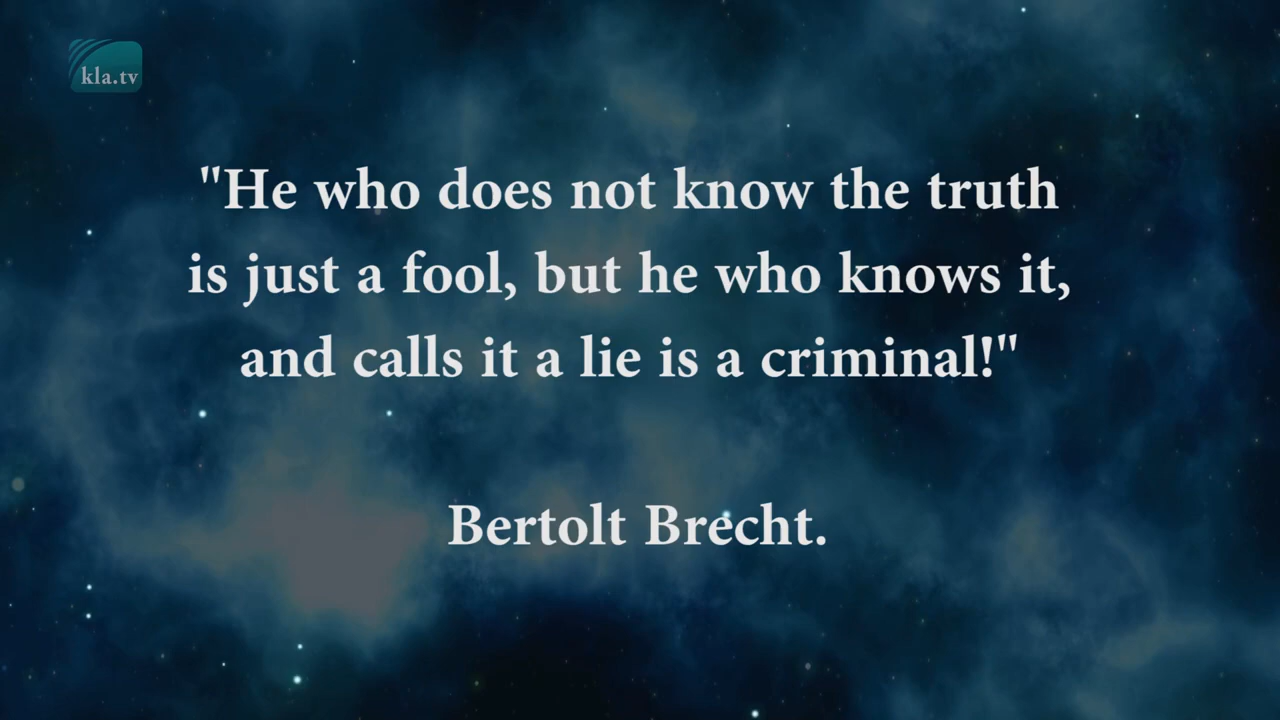 kla.tv
"He who does not know the truth
is just a fool, but he who knows it,
and calls it a lie is a criminal!"
Bertolt Brecht.